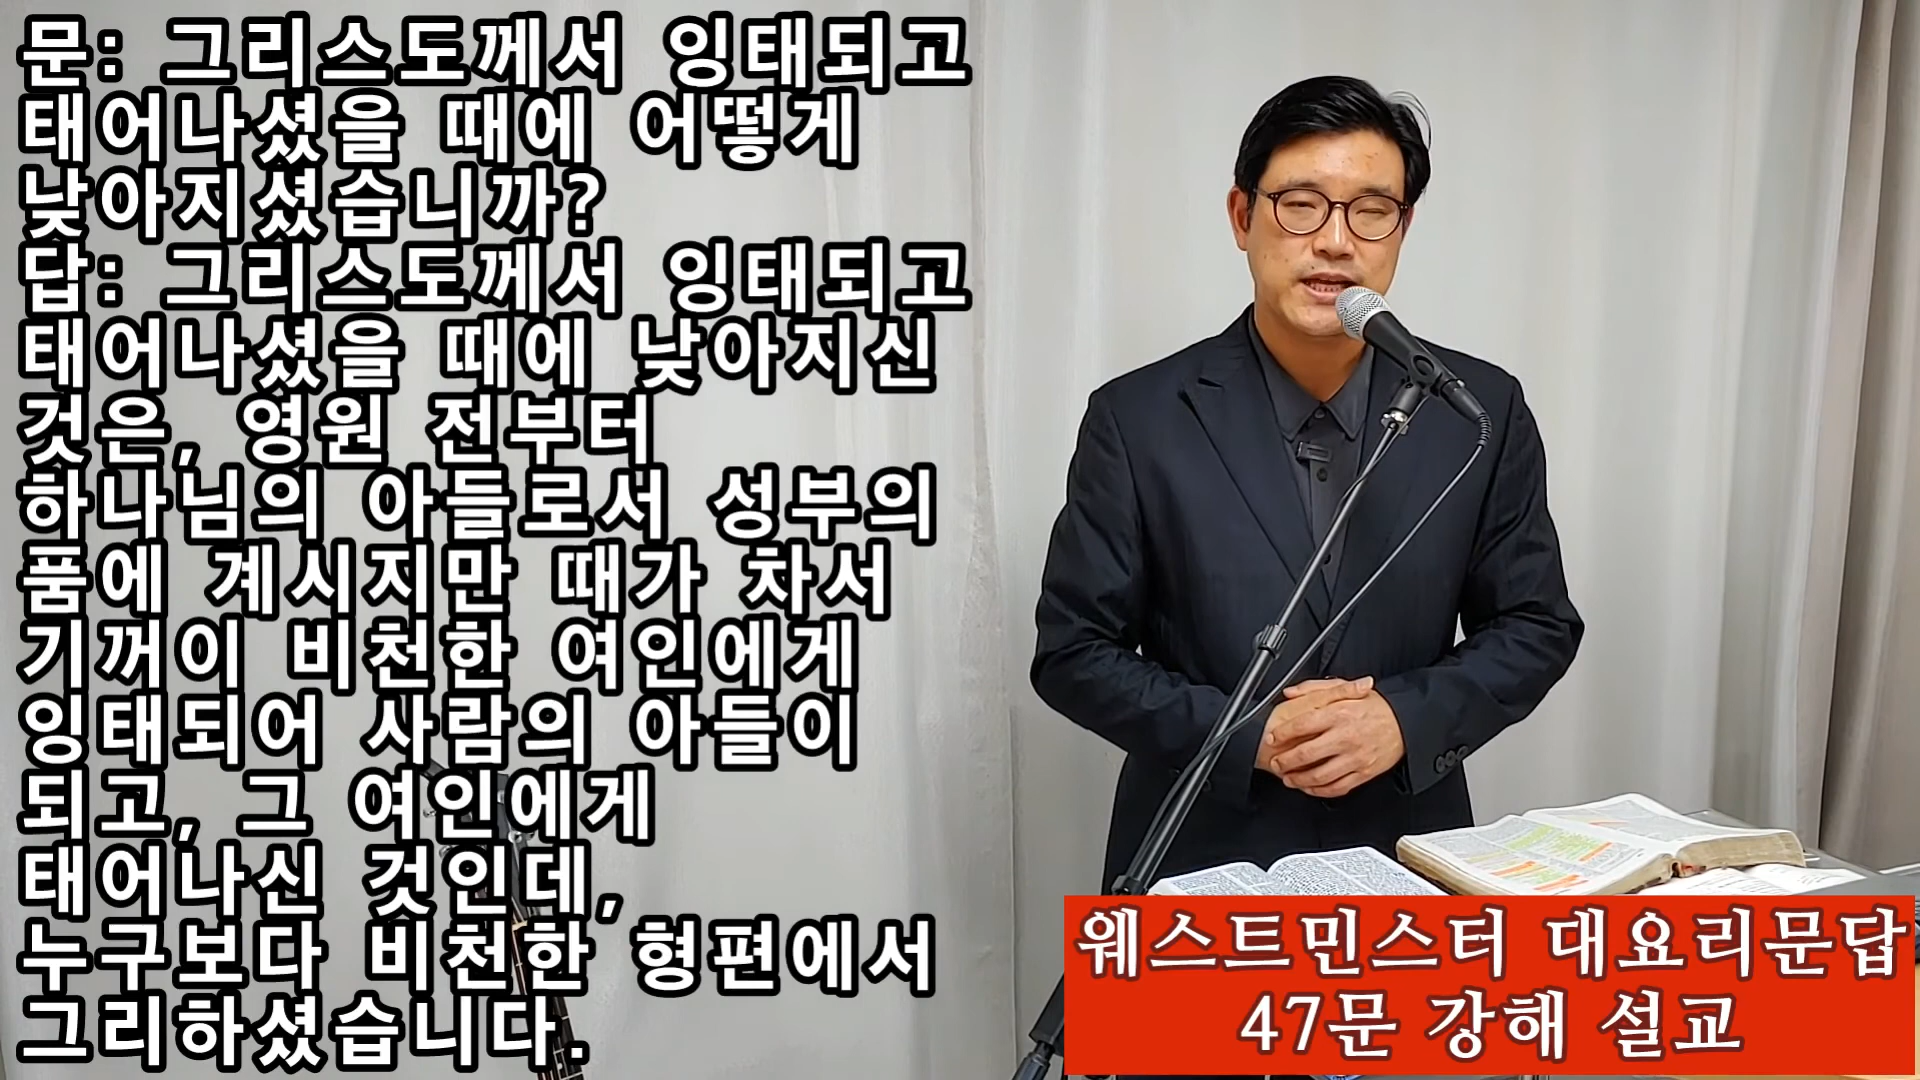 문: 그리스도께서 잉태되고
태어나셨을 때에 어떻게
낮아지셨습니까?
답: 그리스도께서 잉태되고
태어나셨을 때에 낮아지신
것은, 영원 전부터
하나님의 아들로서 성부의
품에 계시지만 때가 차서
기꺼이 비천한 여인에게
잉태되어 사람의 아들이
되고, 그 여인에게
태어나신 것인데,
누구보다 비천한 형편에서
그리하셨습니다.
웨스트민스터 대요리문답
47문 강해 설교